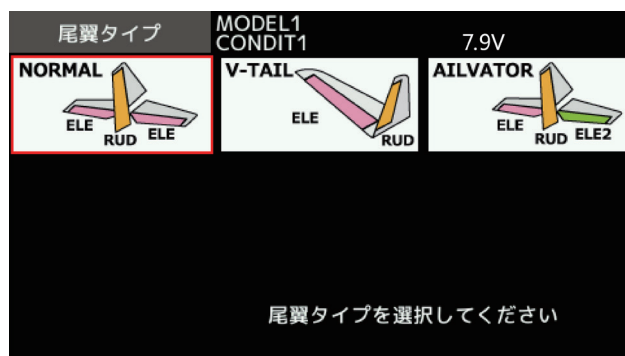 尾翼タイプ
MODEL1
CONDIT1
7.9V
NORMAL
ELE
RUD
ELE
V-TAIL
ELE
RUD
AILVATOR
ELE
RUD
ELE2
尾翼タイプを選択してください